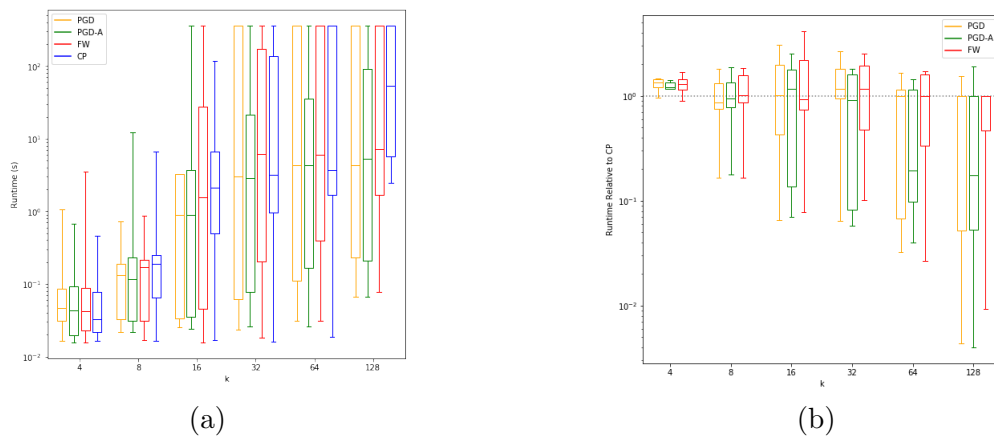 PGD
PGD-A
FW
CP
10²
10¹
10⁰
10⁻¹
10⁻²
Runtime (s)
4 8 16 32 64 128
k
(a)
PGD
PGD-A
FW
10¹
10⁰
10⁻¹
10⁻²
Runtime Relative to CP
4 8 16 32 64 128
k
(b)